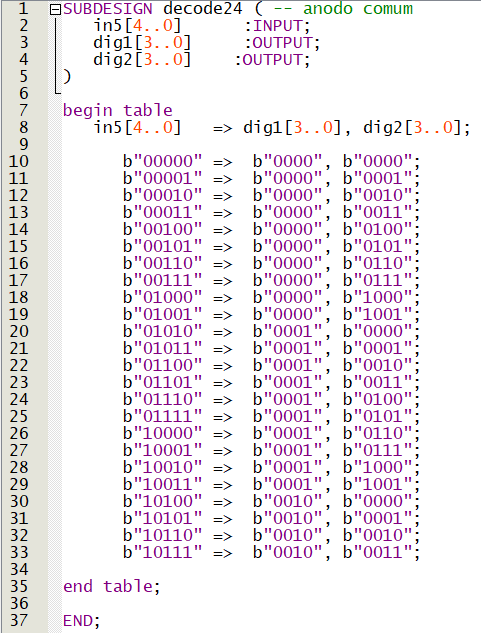 1 SUBDESIGN decode24 ( -- anodo comum
2 in5[4..0] :INPUT;
3 dig1[3..0] :OUTPUT;
4 dig2[3..0] :OUTPUT;
5 )
6
7 begin table
8 in5[4..0] => dig1[3..0], dig2[3..0];
9
10 b"00000" => b"0000", b"0000";
11 b"00001" => b"0000", b"0001";
12 b"00010" => b"0000", b"0010";
13 b"00011" => b"0000", b"0011";
14 b"00100" => b"0000", b"0100";
15 b"00101" => b"0000", b"0101";
16 b"00110" => b"0000", b"0110";
17 b"00111" => b"0000", b"0111";
18 b"01000" => b"0000", b"1000";
19 b"01001" => b"0000", b"1001";
20 b"01010" => b"0001", b"0000";
21 b"01011" => b"0001", b"0001";
22 b"01100" => b"0001", b"0010";
23 b"01101" => b"0001", b"0011";
24 b"01110" => b"0001", b"0100";
25 b"01111" => b"0001", b"0101";
26 b"10000" => b"0001", b"0110";
27 b"10001" => b"0001", b"0111";
28 b"10010" => b"0001", b"1000";
29 b"10011" => b"0001", b"1001";
30 b"10100" => b"0010", b"0000";
31 b"10101" => b"0010", b"0001";
32 b"10110" => b"0010", b"0010";
33 b"10111" => b"0010", b"0011";
34
35 end table;
36
37 END;